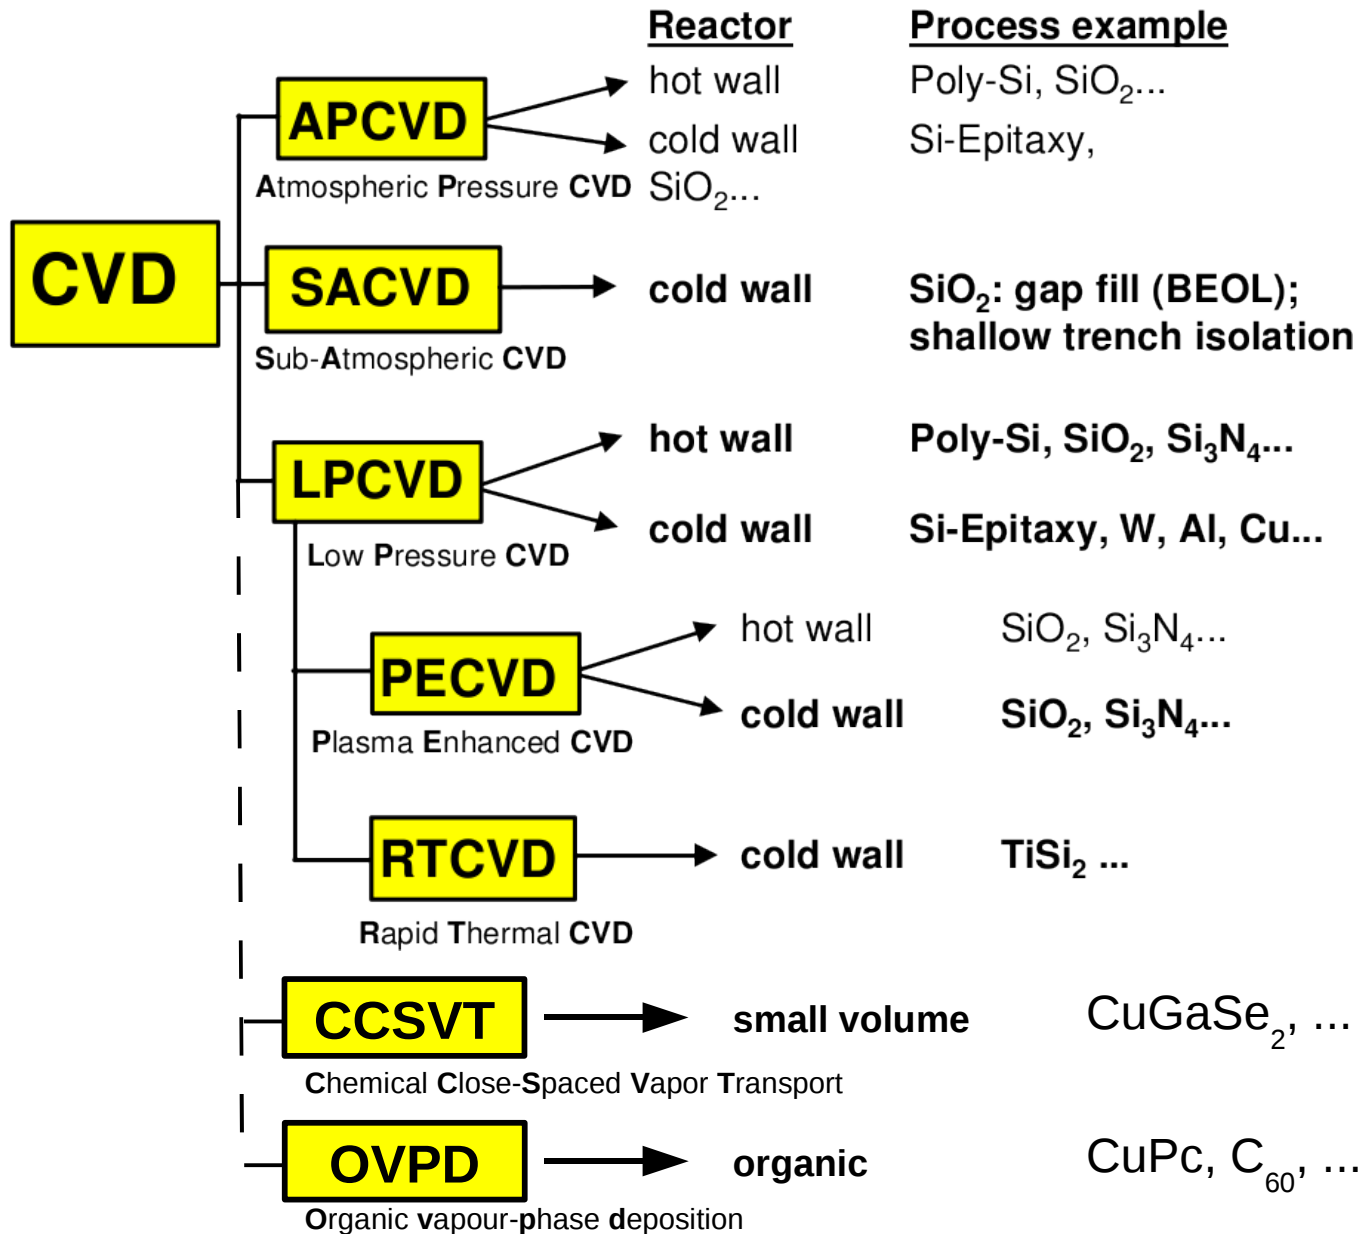 Reactor Process example
APCVD hot wall Poly-Si, SiO₂...
cold wall Si-Epitaxy,
Atmospheric Pressure CVD SiO₂...
CVD SACVD cold wall SiO₂: gap fill (BEOL);
shallow trench isolation
Sub-Atmospheric CVD
LPCVD hot wall Poly-Si, SiO₂, Si₃N₄...
cold wall Si-Epitaxy, W, Al, Cu...
Low Pressure CVD
PECVD hot wall SiO₂, Si₃N₄...
cold wall SiO₂, Si₃N₄...
Plasma Enhanced CVD
RTCVD cold wall TiSi₂ ...
Rapid Thermal CVD
CCSVT small volume CuGaSe₂, ...
Chemical Close-Spaced Vapor Transport
OVPD organic CuPc, C₆₀, ...
Organic vapour-phase deposition